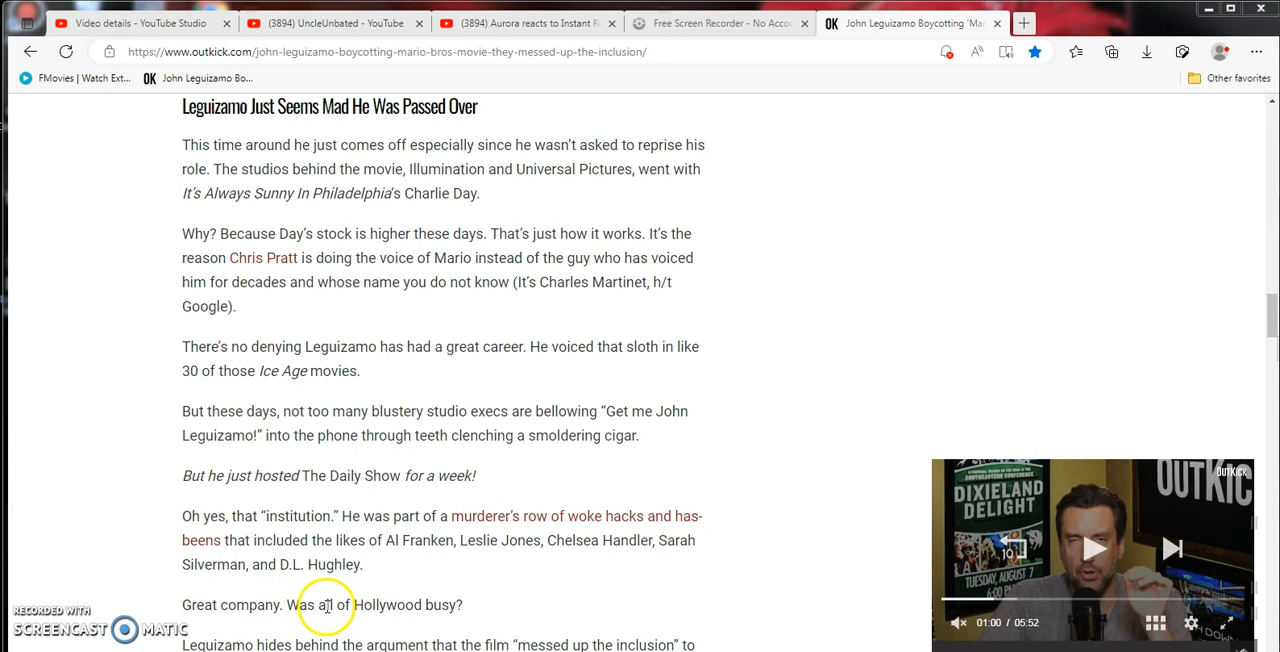 Video details - YouTube Studio
(3894) UncleUnbated - YouTube
(3894) Aurora reacts to Instant R
Free Screen Recorder - No Accou
OK John Leguizamo Boycotting 'Mar
https://www.outkick.com/john-leguizamo-boycotting-mario-bros-movie-they-messed-up-the-inclusion/
FMovies | Watch Ext...
OK John Leguizamo Bo...
Other favorites
Leguizamo Just Seems Mad He Was Passed Over
This time around he just comes off especially since he wasn't asked to reprise his
role. The studios behind the movie, Illumination and Universal Pictures, went with
It's Always Sunny In Philadelphia's Charlie Day.
Why? Because Day's stock is higher these days. That's just how it works. It's the
reason Chris Pratt is doing the voice of Mario instead of the guy who has voiced
him for decades and whose name you do not know (It's Charles Martinet, h/t
Google).
There's no denying Leguizamo has had a great career. He voiced that sloth in like
30 of those Ice Age movies.
But these days, not too many blustery studio execs are bellowing "Get me John
Leguizamo!" into the phone through teeth clenching a smoldering cigar.
But he just hosted The Daily Show for a week!
Oh yes, that "institution." He was part of a murderer's row of woke hacks and has-
beens that included the likes of Al Franken, Leslie Jones, Chelsea Handler, Sarah
Silverman, and D.L. Hughley.
Great company. Was all of Hollywood busy?
Leguizamo hides behind the argument that the film "messed up the inclusion" to
RECORDED WITH
SCREENCAST MATIC
OUTKICK
OUTKIC
DIXIELAND
DELIGHT
TUESDAY, AUGUST 7
10
01:00 / 05:52